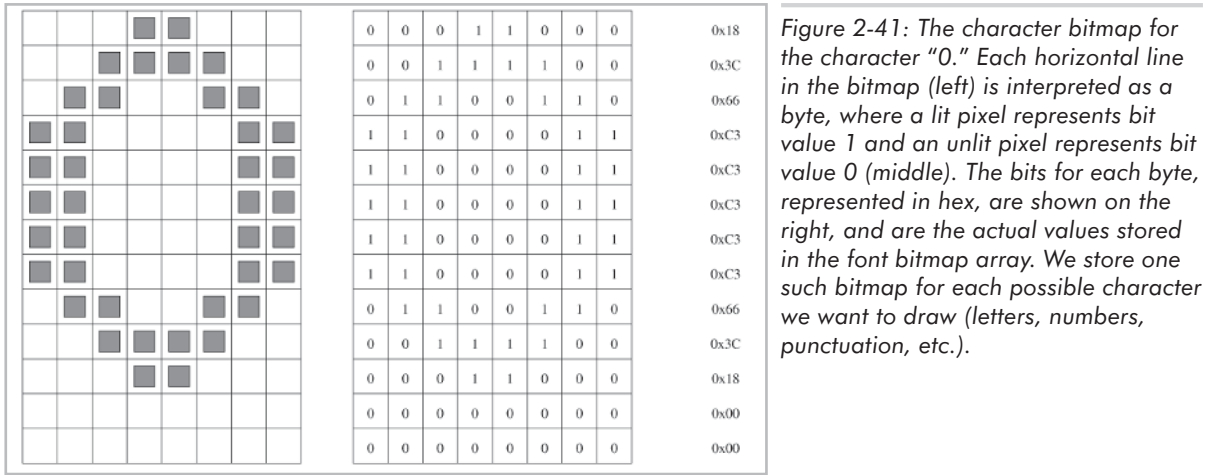 0 0 0 1 1 0 0 0 0x18
0 0 1 1 1 1 0 0 0x3C
0 1 1 0 0 1 1 0 0x66
1 1 0 0 0 0 1 1 0xC3
1 1 0 0 0 0 1 1 0xC3
1 1 0 0 0 0 1 1 0xC3
1 1 0 0 0 0 1 1 0xC3
1 1 0 0 0 0 1 1 0xC3
0 1 1 0 0 1 1 0 0x66
0 0 1 1 1 1 0 0 0x3C
0 0 0 1 1 0 0 0 0x18
0 0 0 0 0 0 0 0 0x00
0 0 0 0 0 0 0 0 0x00
Figure 2-41: The character bitmap for
the character “0.” Each horizontal line
in the bitmap (left) is interpreted as a
byte, where a lit pixel represents bit
value 1 and an unlit pixel represents bit
value 0 (middle). The bits for each byte,
represented in hex, are shown on the
right, and are the actual values stored
in the font bitmap array. We store one
such bitmap for each possible character
we want to draw (letters, numbers,
punctuation, etc.).